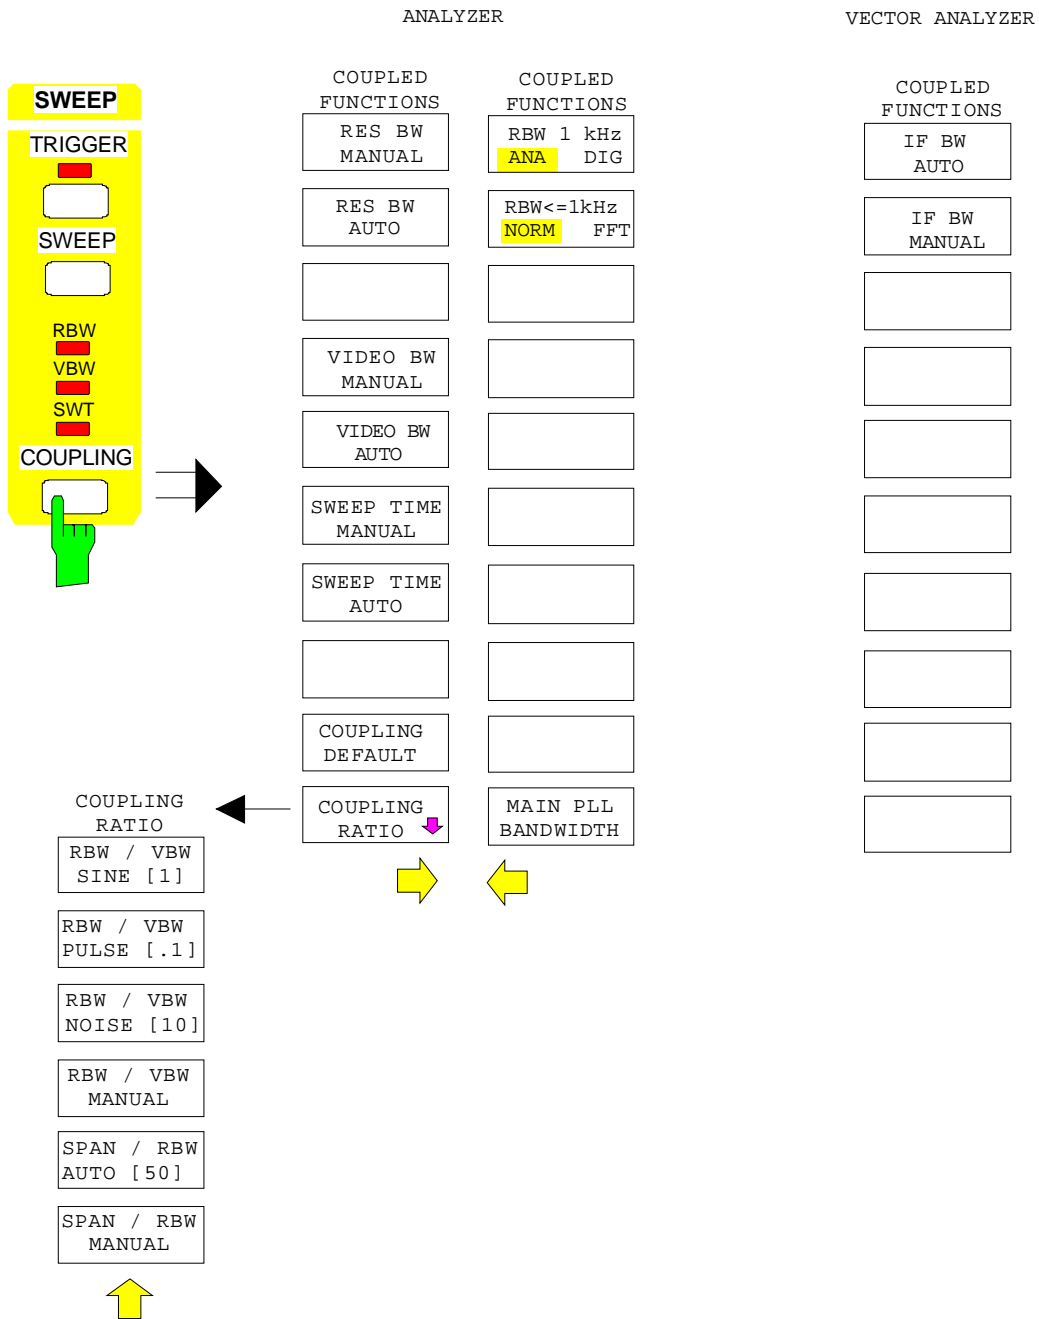 ANALYZER
VECTOR ANALYZER
SWEEP
TRIGGER
SWEEP
RBW
VBW
SWT
COUPLING
COUPLED
FUNCTIONS
RES BW
MANUAL
RES BW
AUTO
VIDEO BW
MANUAL
VIDEO BW
AUTO
SWEEP TIME
MANUAL
SWEEP TIME
AUTO
COUPLING
DEFAULT
COUPLING
RATIO
COUPLED
FUNCTIONS
RBW 1 kHz
ANA DIG
RBW<=1kHz
NORM FFT
MAIN PLL
BANDWIDTH
COUPLED
FUNCTIONS
IF BW
AUTO
IF BW
MANUAL
COUPLING
RATIO
RBW / VBW
SINE [1]
RBW / VBW
PULSE [.1]
RBW / VBW
NOISE [10]
RBW / VBW
MANUAL
SPAN / RBW
AUTO [50]
SPAN / RBW
MANUAL